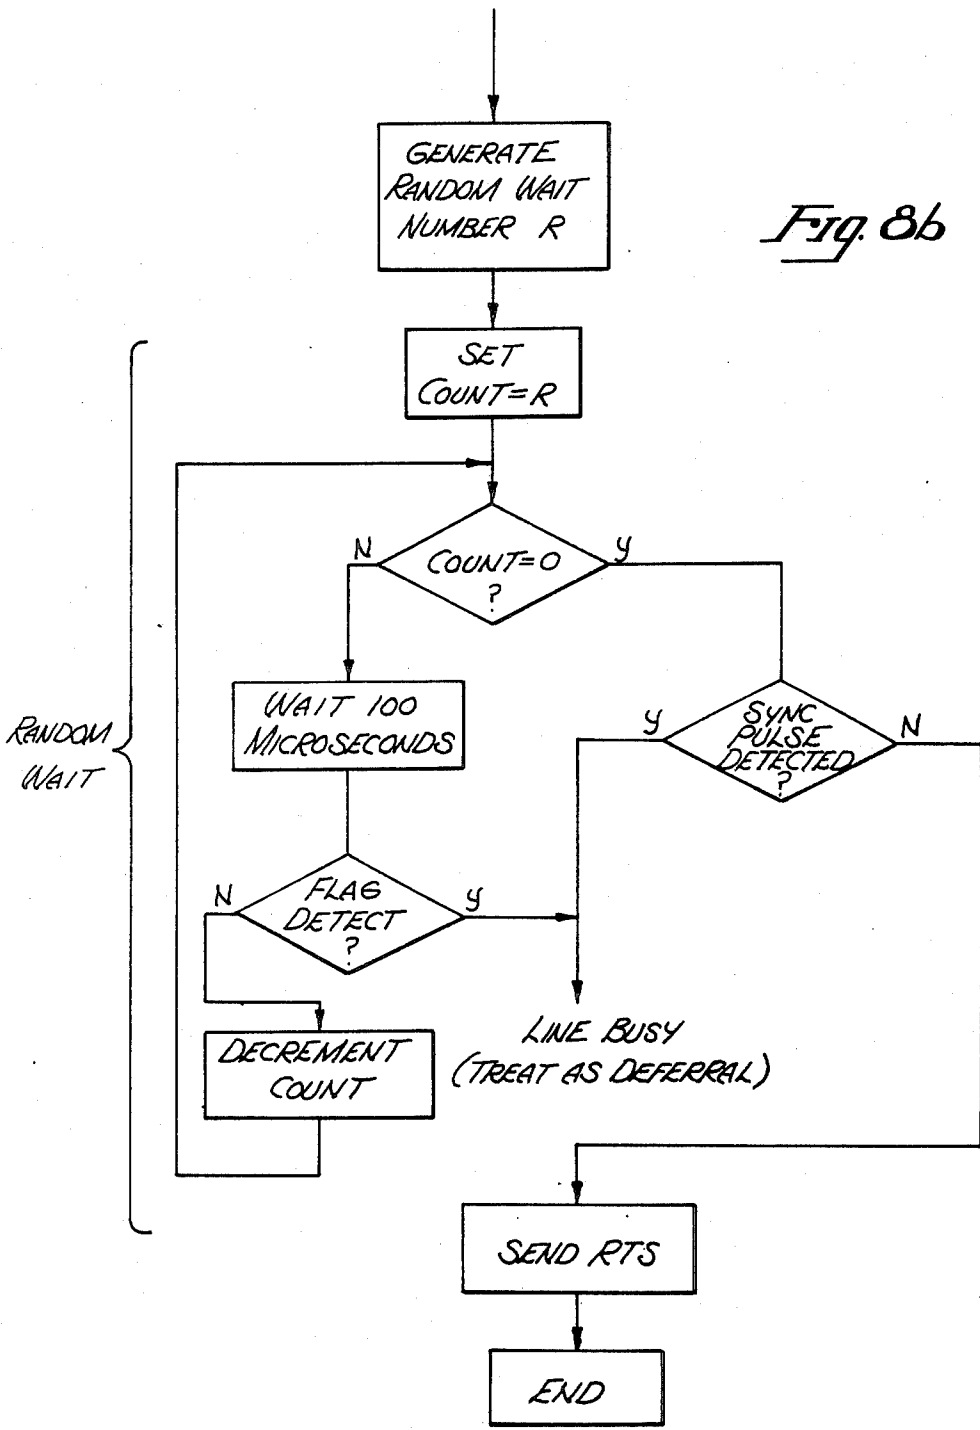 GENERATE
RANDOM WAIT
NUMBER R
Fig. 8b
SET
COUNT=R
N
COUNT=0
?
Y
WAIT 100
MICROSECONDS
RANDOM
WAIT
Y
SYNC
PULSE
DETECTED
?
N
N
FLAG
DETECT
?
Y
LINE BUSY
(TREAT AS DEFERRAL)
DECREMENT
COUNT
SEND RTS
END